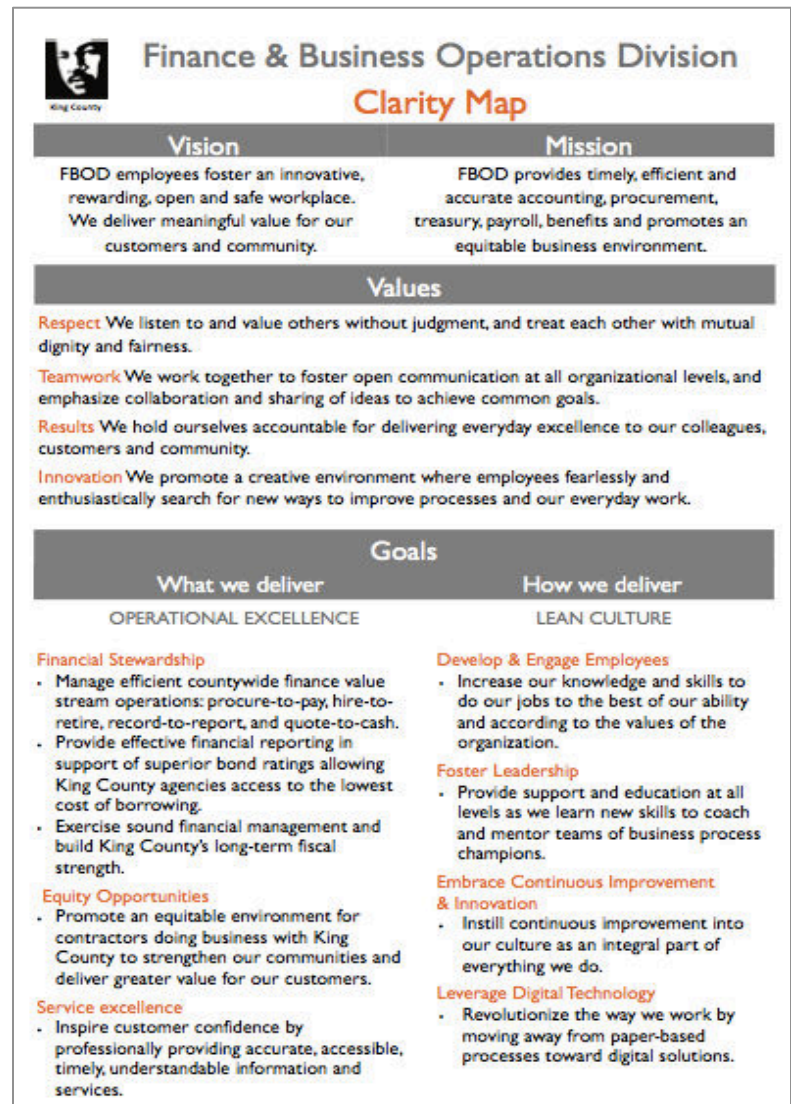 King County
Finance & Business Operations Division
Clarity Map
Vision
FBOD employees foster an innovative,
rewarding, open and safe workplace.
We deliver meaningful value for our
customers and community.
Mission
FBOD provides timely, efficient and
accurate accounting, procurement,
treasury, payroll, benefits and promotes an
equitable business environment.
Values
Respect We listen to and value others without judgment, and treat each other with mutual
dignity and fairness.
Teamwork We work together to foster open communication at all organizational levels, and
emphasize collaboration and sharing of ideas to achieve common goals.
Results We hold ourselves accountable for delivering everyday excellence to our colleagues,
customers and community.
Innovation We promote a creative environment where employees fearlessly and
enthusiastically search for new ways to improve processes and our everyday work.
Goals
What we deliver
OPERATIONAL EXCELLENCE
Financial Stewardship
• Manage efficient countywide finance value
stream operations: procure-to-pay, hire-to-
retire, record-to-report, and quote-to-cash.
• Provide effective financial reporting in
support of superior bond ratings allowing
King County agencies access to the lowest
cost of borrowing.
• Exercise sound financial management and
build King County's long-term fiscal
strength.
Equity Opportunities
• Promote an equitable environment for
contractors doing business with King
County to strengthen our communities and
deliver greater value for our customers.
Service excellence
• Inspire customer confidence by
professionally providing accurate, accessible,
timely, understandable information and
services.
How we deliver
LEAN CULTURE
Develop & Engage Employees
• Increase our knowledge and skills to
do our jobs to the best of our ability
and according to the values of the
organization.
Foster Leadership
• Provide support and education at all
levels as we learn new skills to coach
and mentor teams of business process
champions.
Embrace Continuous Improvement
& Innovation
• Instill continuous improvement into
our culture as an integral part of
everything we do.
Leverage Digital Technology
• Revolutionize the way we work by
moving away from paper-based
processes toward digital solutions.